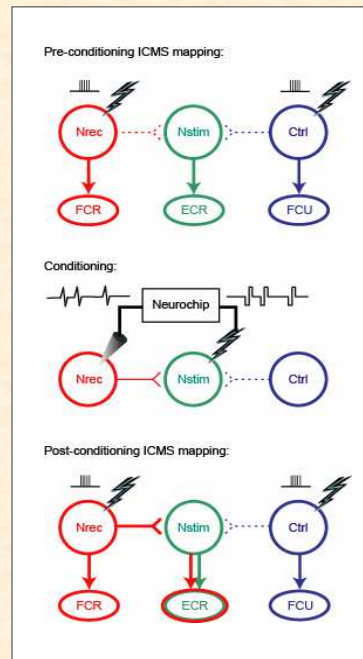 Pre-conditioning ICMS mapping:
Nrec Nstim Ctrl
FCR ECR FCU
Conditioning:
Neurochip
Nrec Nstim Ctrl
Post-conditioning ICMS mapping:
Nrec Nstim Ctrl
FCR ECR FCU